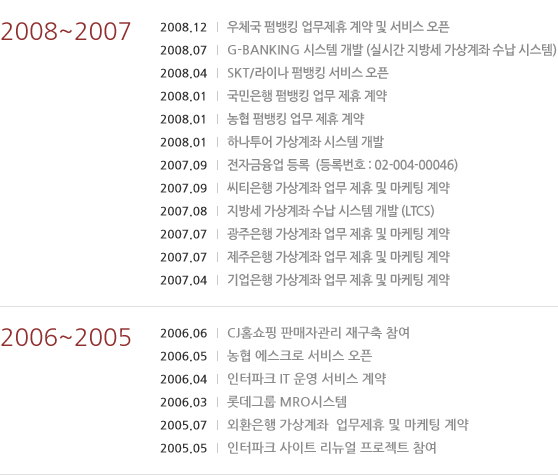 2008~2007
2008.12 우체국 펌뱅킹 업무제휴 계약 및 서비스 오픈
2008.07 G-BANKING 시스템 개발 (실시간 지방세 가상계좌 수납 시스템)
2008.04 SKT/라이나 펌뱅킹 서비스 오픈
2008.01 국민은행 펌뱅킹 업무 제휴 계약
2008.01 농협 펌뱅킹 업무 제휴 계약
2008.01 하나투어 가상계좌 시스템 개발
2007.09 전자금융업 등록 (등록번호 : 02-004-00046)
2007.09 씨티은행 가상계좌 업무 제휴 및 마케팅 계약
2007.08 지방세 가상계좌 수납 시스템 개발 (LTCS)
2007.07 광주은행 가상계좌 업무 제휴 및 마케팅 계약
2007.07 제주은행 가상계좌 업무 제휴 및 마케팅 계약
2007.04 기업은행 가상계좌 업무 제휴 및 마케팅 계약
2006~2005
2006.06 CJ홈쇼핑 판매자관리 재구축 참여
2006.05 농협 에스크로 서비스 오픈
2006.04 인터파크 IT 운영 서비스 계약
2006.03 롯데그룹 MRO시스템
2005.07 외환은행 가상계좌 업무제휴 및 마케팅 계약
2005.05 인터파크 사이트 리뉴얼 프로젝트 참여